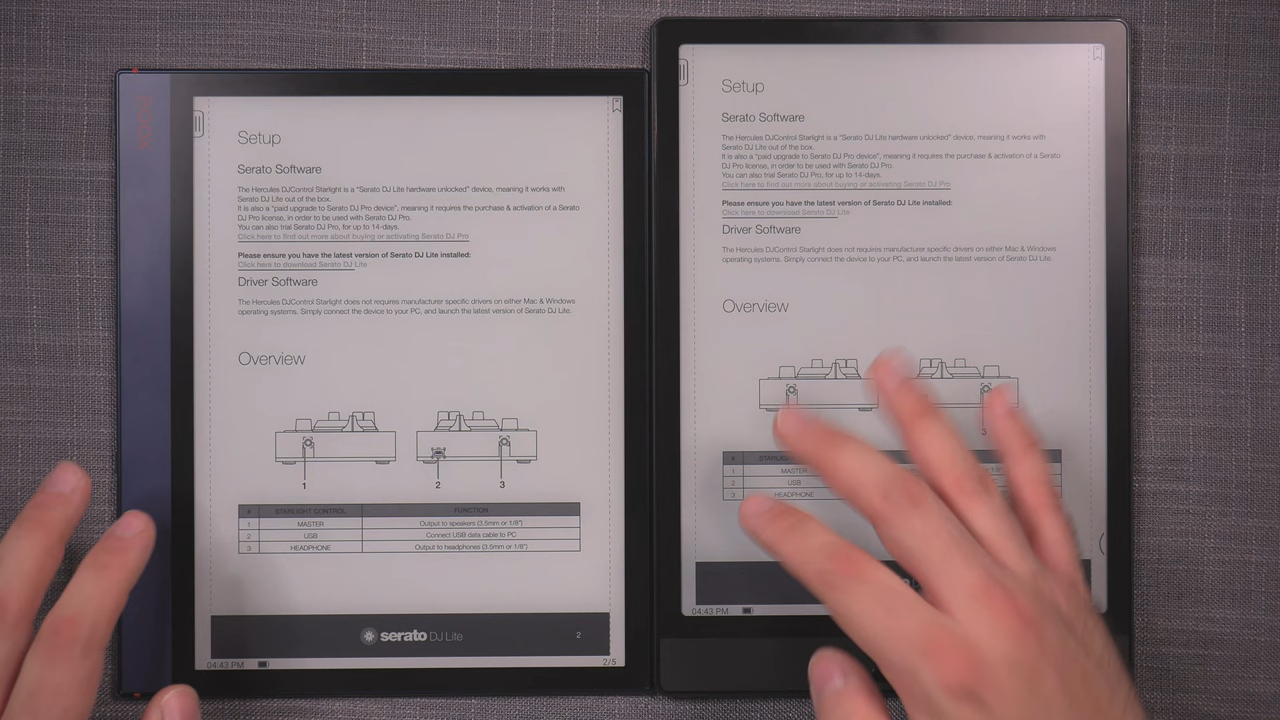 Setup
Serato Software
The Hercules DJControl Starlight is a "Serato DJ Lite hardware unlocked" device, meaning it works with
Serato DJ Lite out of the box.
It is also a "paid upgrade to Serato DJ Pro device", meaning it requires the purchase & activation of a Serato
DJ Pro license, in order to be used with Serato DJ Pro.
You can also trial Serato DJ Pro, for up to 14-days.
Click here to find out more about buying or activating Serato DJ Pro
Please ensure you have the latest version of Serato DJ Lite installed:
Click here to download Serato DJ Lite
Driver Software
The Hercules DJControl Starlight does not requires manufacturer specific drivers on either Mac & Windows
operating systems. Simply connect the device to your PC, and launch the latest version of Serato DJ Lite.
Overview
1 2 3
# STARLIGHT CONTROL FUNCTION
1 MASTER Output to speakers (3.5mm or 1/8")
2 USB Connect USB data cable to PC
3 HEADPHONE Output to headphones (3.5mm or 1/8")
serato DJ Lite 2
04:43 PM 2/5
Setup
Serato Software
The Hercules DJControl Starlight is a "Serato DJ Lite hardware unlocked" device, meaning it works with
Serato DJ Lite out of the box.
It is also a "paid upgrade to Serato DJ Pro device", meaning it requires the purchase & activation of a Serato
DJ Pro license, in order to be used with Serato DJ Pro.
You can also trial Serato DJ Pro, for up to 14-days.
Click here to find out more about buying or activating Serato DJ Pro
Please ensure you have the latest version of Serato DJ Lite installed:
Click here to download Serato DJ Lite
Driver Software
The Hercules DJControl Starlight does not requires manufacturer specific drivers on either Mac & Windows
operating systems. Simply connect the device to your PC, and launch the latest version of Serato DJ Lite.
Overview
3
#
1 MASTER
2 USB
3 HEADPHONE
04:43 PM